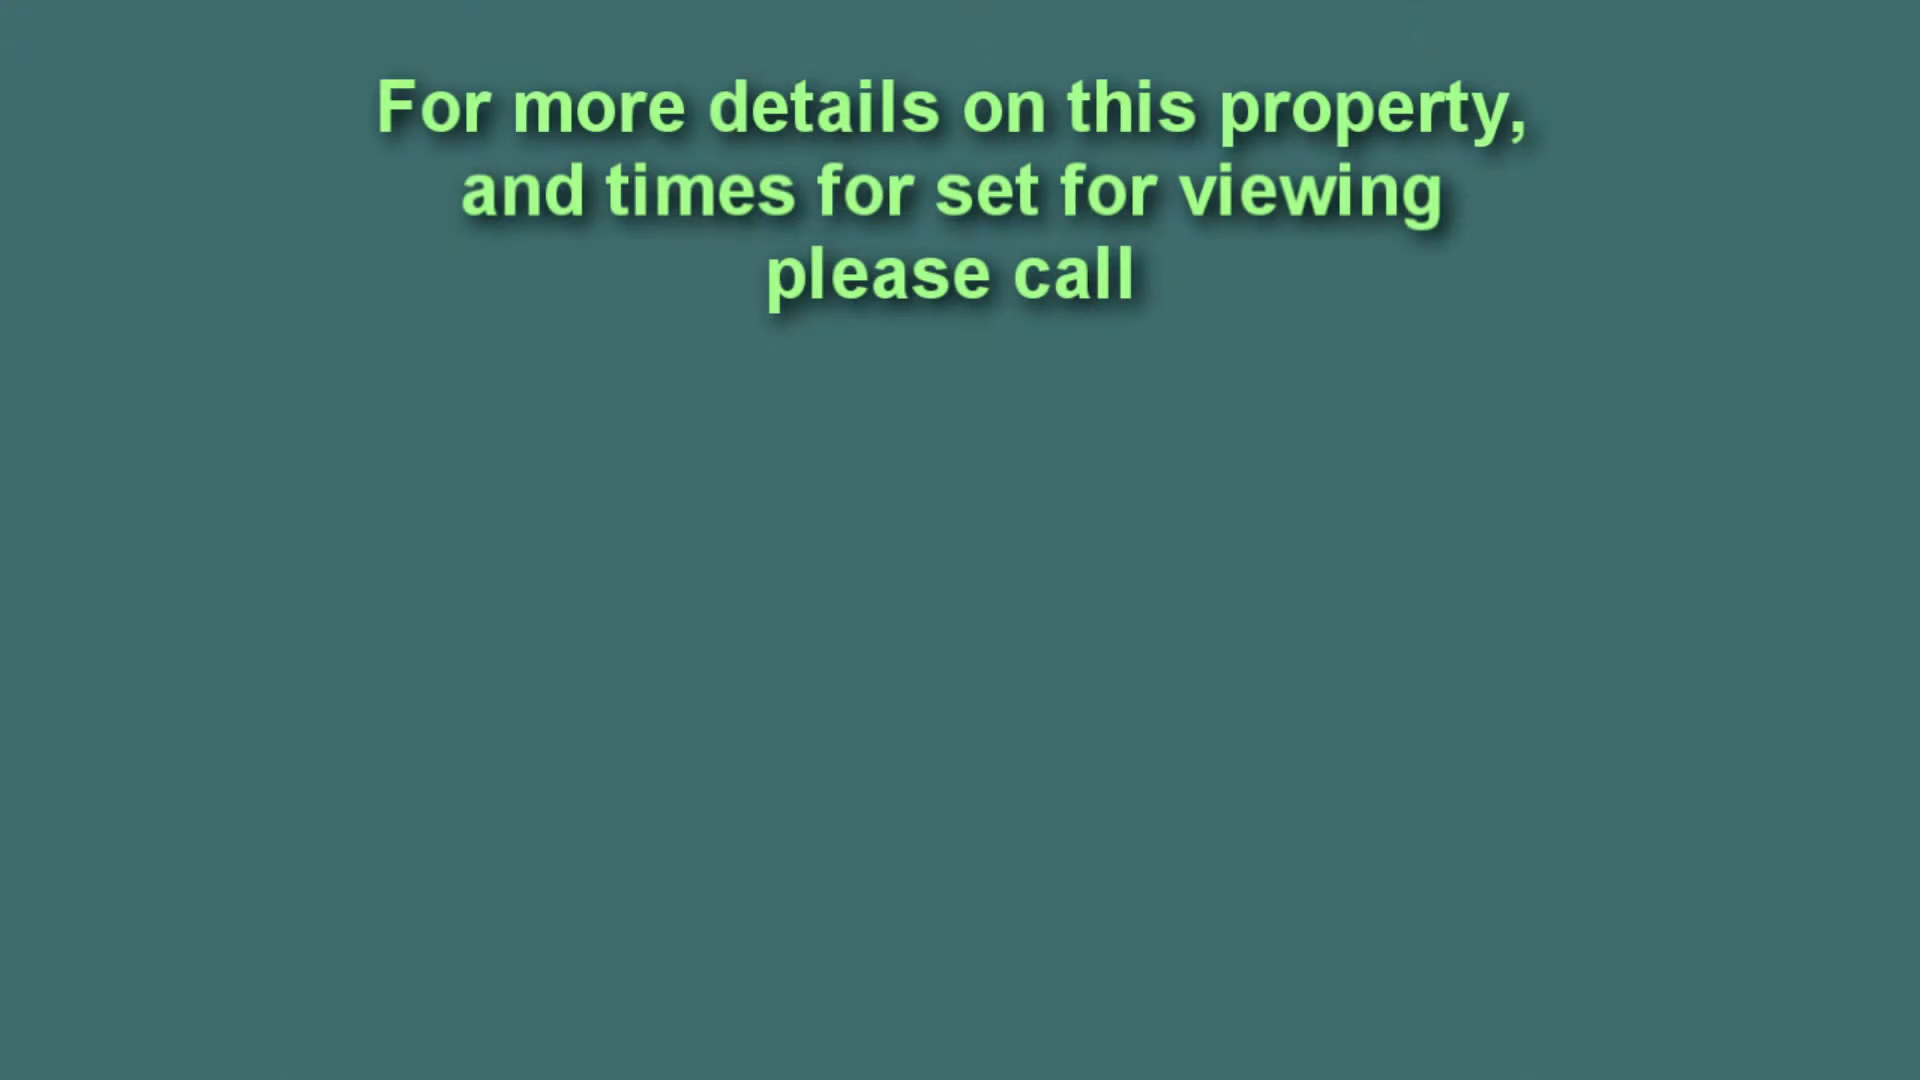 For more details on this property,
and times for set for viewing
please call